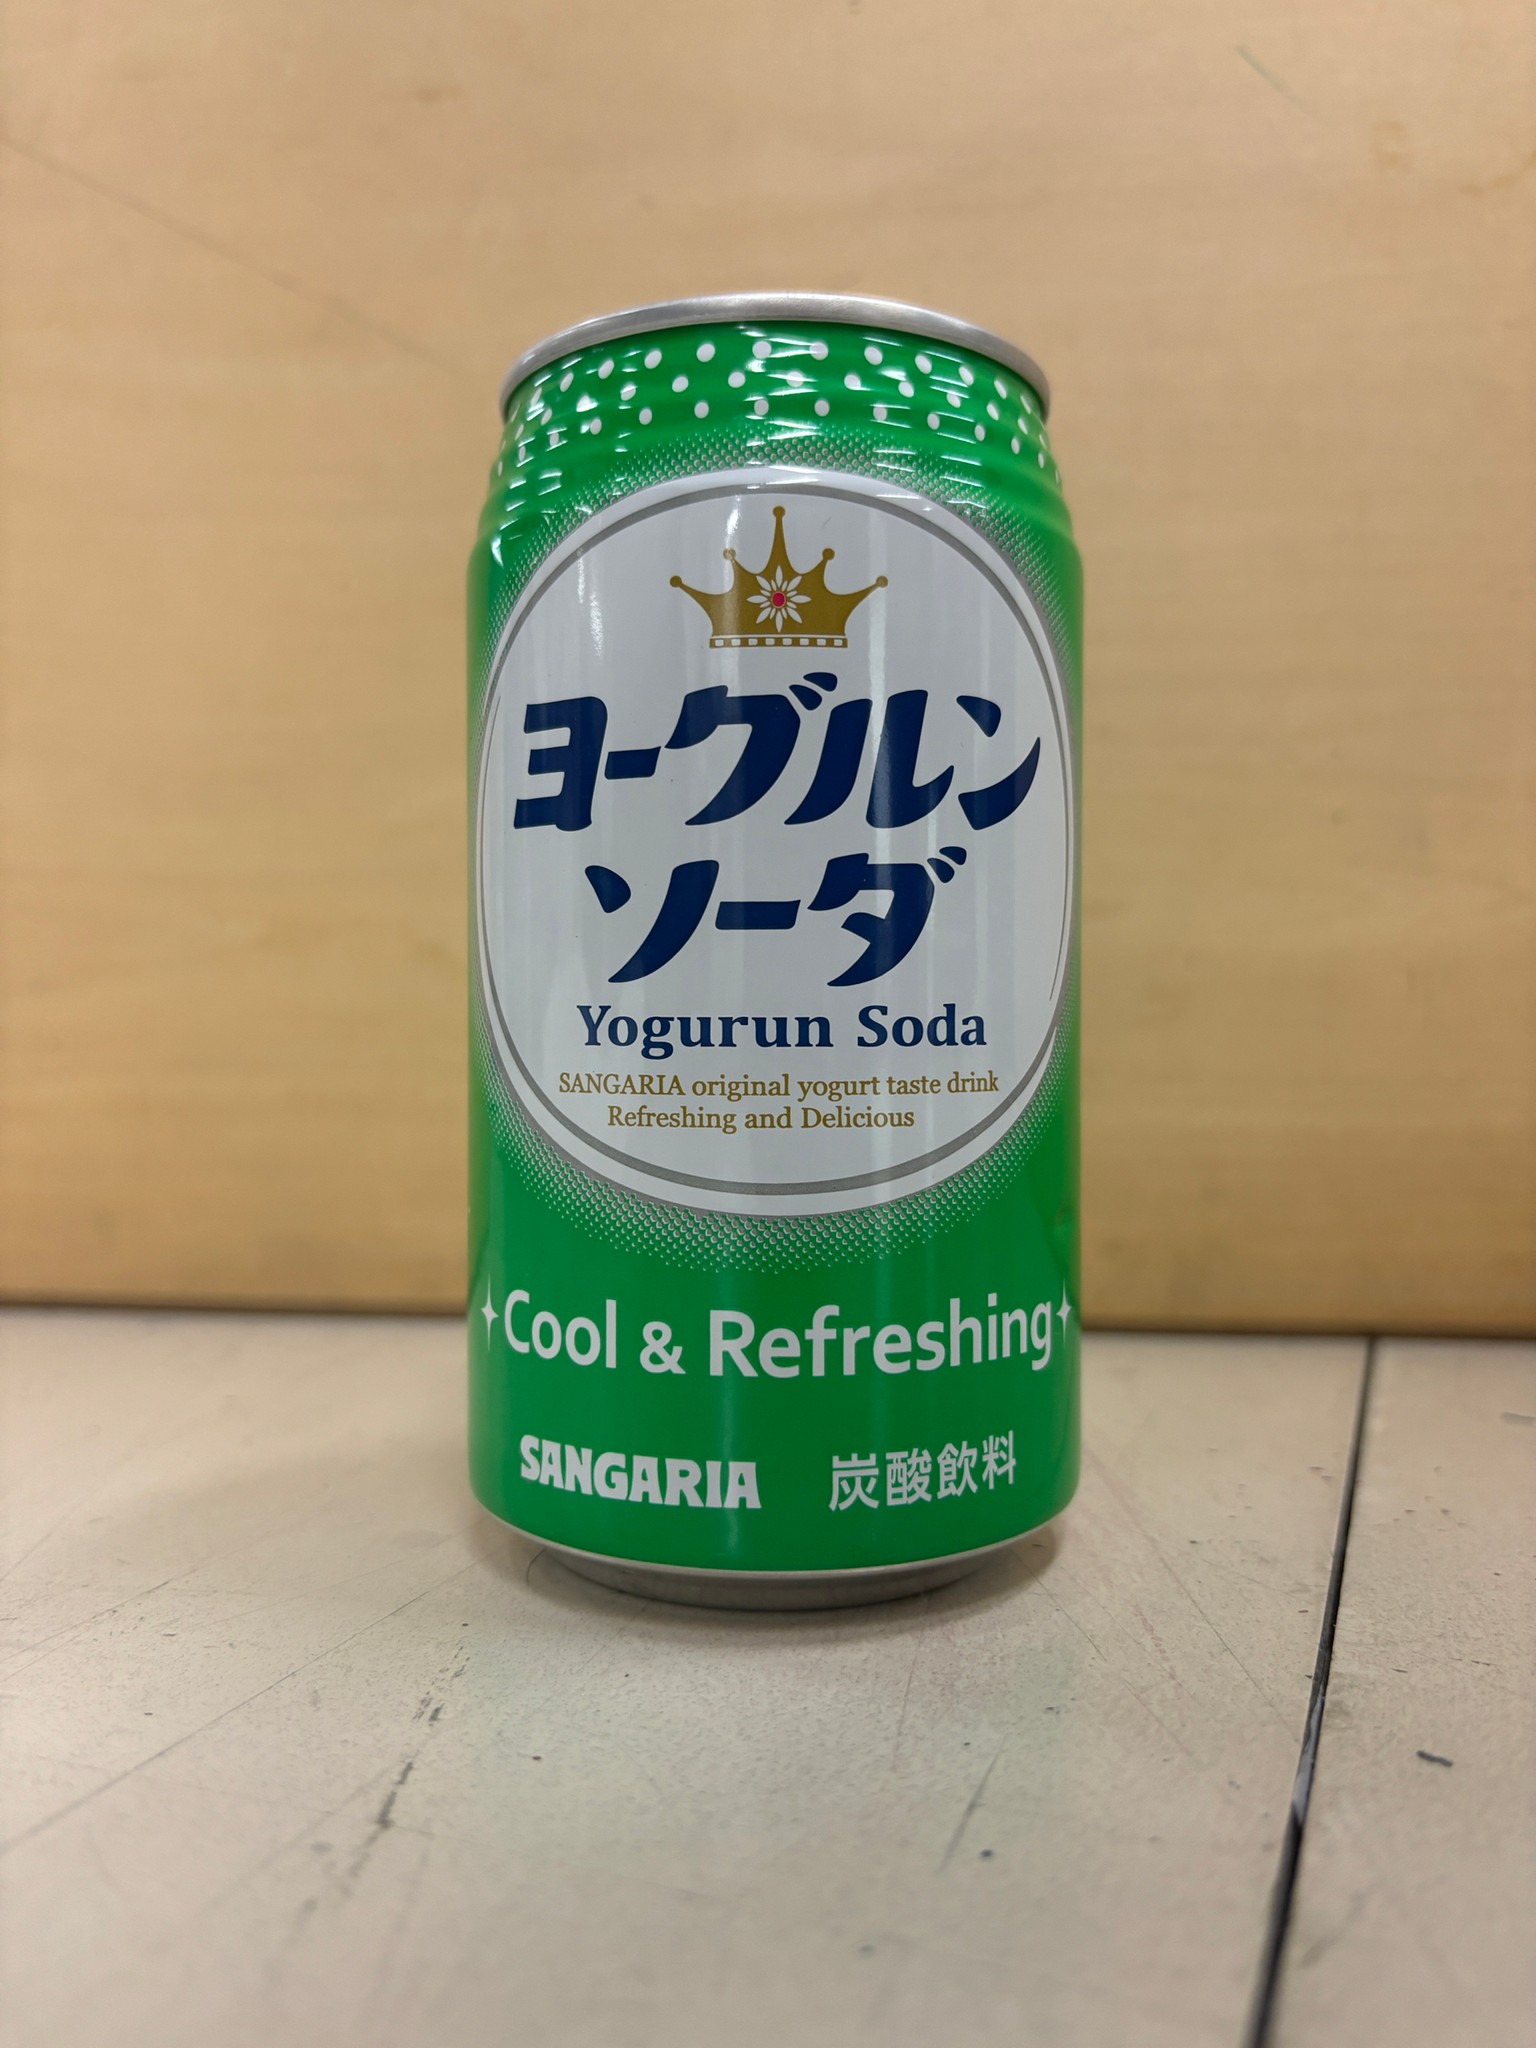 ヨーグルン
ソーダ
Yogurun Soda
SANGARIA original yogurt taste drink
Refreshing and Delicious
Cool & Refreshing
SANGARIA 炭酸飲料